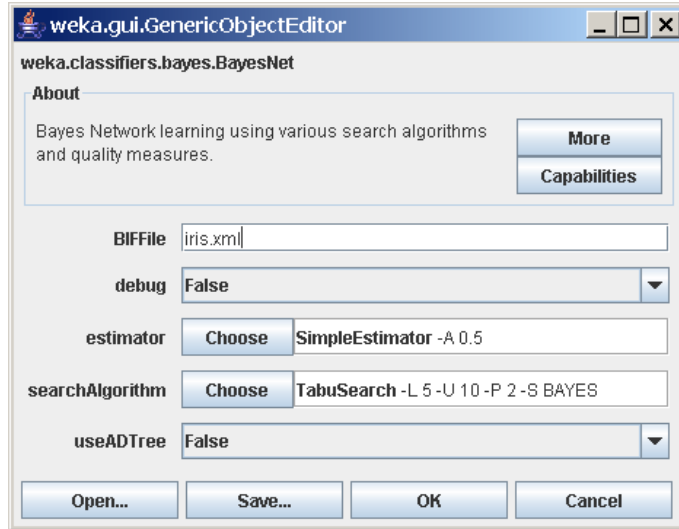 weka.gui.GenericObjectEditor
weka.classifiers.bayes.BayesNet
About
Bayes Network learning using various search algorithms
and quality measures.
More
Capabilities
BIFFile iris.xml
debug False
estimator Choose SimpleEstimator -A 0.5
searchAlgorithm Choose TabuSearch -L 5 -U 10 -P 2 -S BAYES
useADTree False
Open... Save... OK Cancel